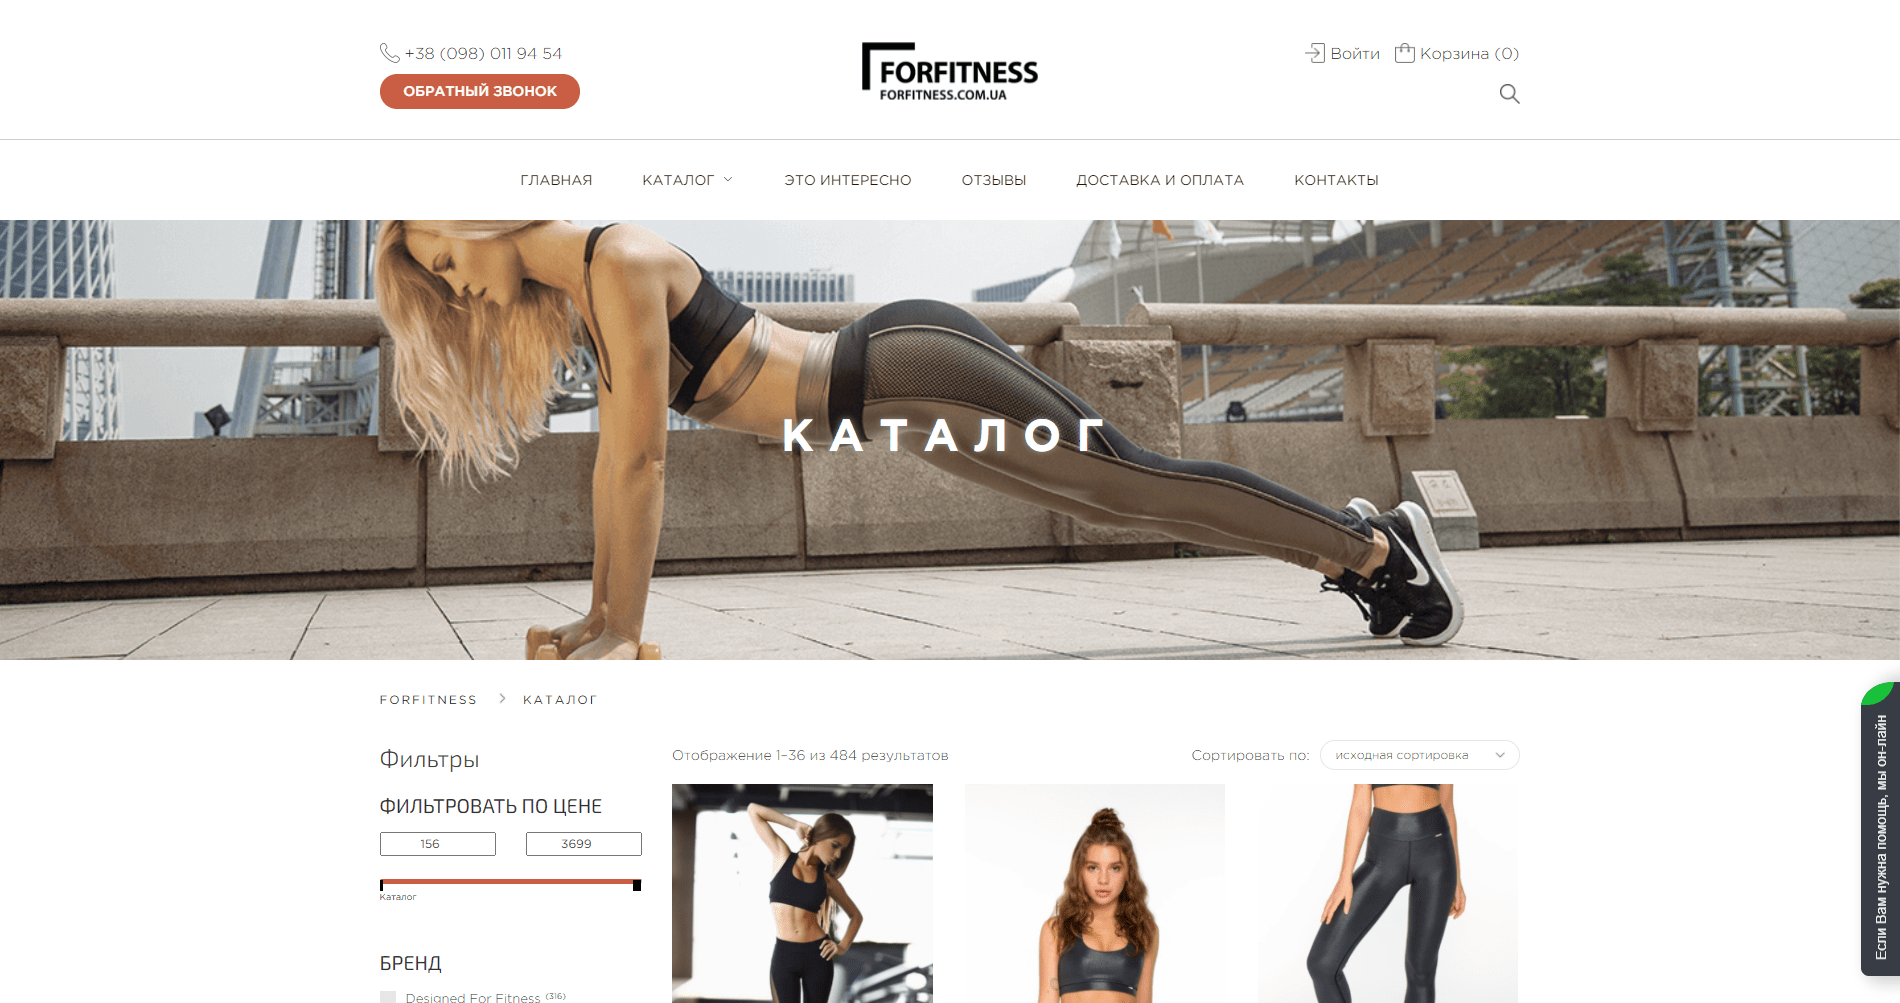 +38 (098) 011 94 54
ОБРАТНЫЙ ЗВОНОК
FORFITNESS
FORFITNESS.COM.UA
Войти
Корзина (0)
ГЛАВНАЯ
КАТАЛОГ
ЭТО ИНТЕРЕСНО
ОТЗЫВЫ
ДОСТАВКА И ОПЛАТА
КОНТАКТЫ
КАТАЛОГ
FORFITNESS
КАТАЛОГ
Фильтры
ФИЛЬТРОВАТЬ ПО ЦЕНЕ
156
3699
Каталог
БРЕНД
Designed For Fitness (316)
Отображение 1–36 из 484 результатов
Сортировать по:
исходная сортировка
Если Вам нужна помощь, мы он-лайн